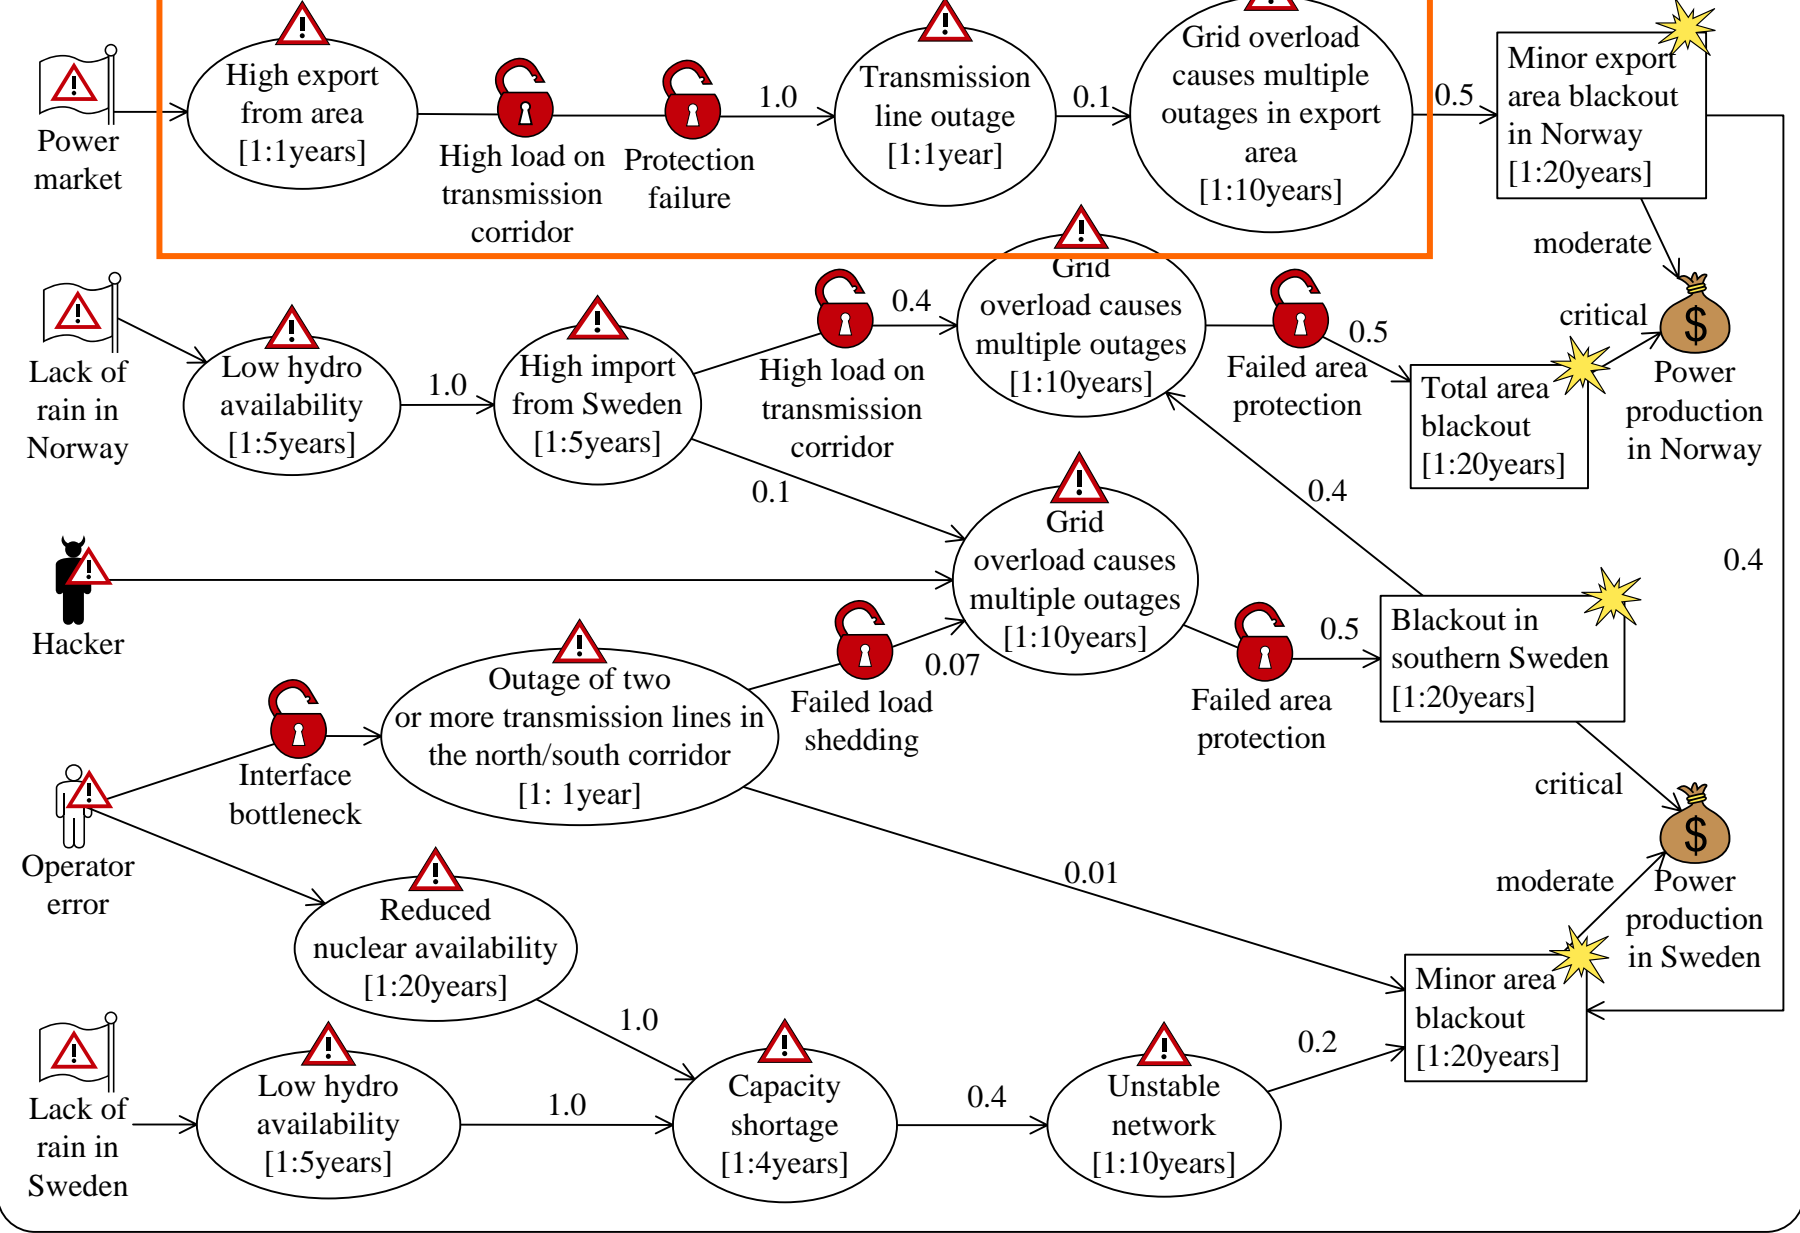 Power
market
High export
from area
[1:1years]
High load on
transmission
corridor
Protection
failure
1.0
Transmission
line outage
[1:1year]
0.1
Grid overload
causes multiple
outages in export
area
[1:10years]
0.5
Minor export
area blackout
in Norway
[1:20years]
moderate
Lack of
rain in
Norway
Low hydro
availability
[1:5years]
1.0
High import
from Sweden
[1:5years]
High load on
transmission
corridor
0.4
Grid
overload causes
multiple outages
[1:10years]
Failed area
protection
0.5
Total area
blackout
[1:20years]
critical
$
Power
production
in Norway
0.1
0.4
0.4
Hacker
Grid
overload causes
multiple outages
[1:10years]
Failed area
protection
0.5
Blackout in
southern Sweden
[1:20years]
critical
Operator
error
Interface
bottleneck
Outage of two
or more transmission lines in
the north/south corridor
[1: 1year]
Failed load
shedding
0.07
0.01
$
Power
production
in Sweden
moderate
Reduced
nuclear availability
[1:20years]
1.0
Lack of
rain in
Sweden
Low hydro
availability
[1:5years]
1.0
Capacity
shortage
[1:4years]
0.4
Unstable
network
[1:10years]
0.2
Minor area
blackout
[1:20years]